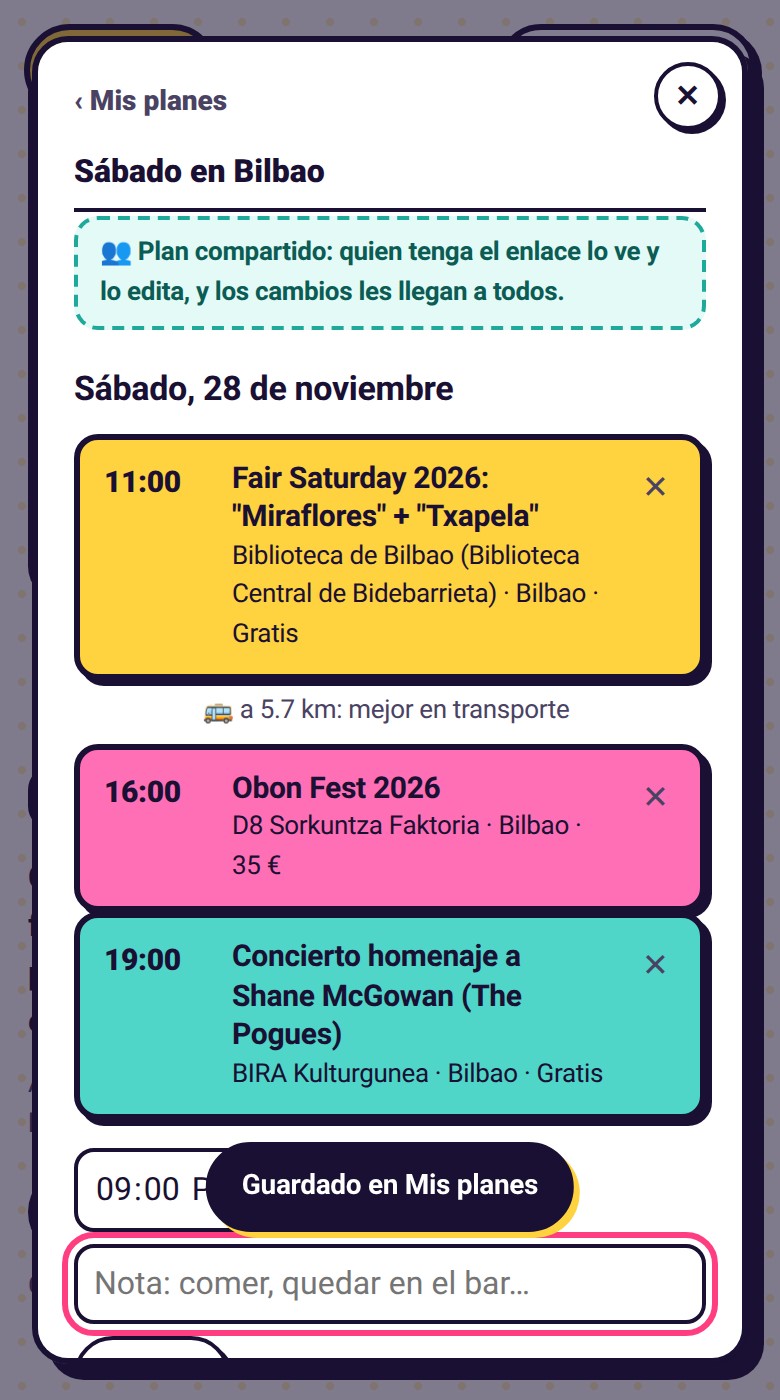 ‹ Mis planes
✕
Sábado en Bilbao
👥 Plan compartido: quien tenga el enlace lo ve y
lo edita, y los cambios les llegan a todos.
Sábado, 28 de noviembre
11:00
Fair Saturday 2026:
"Miraflores" + "Txapela"
✕
Biblioteca de Bilbao (Biblioteca
Central de Bidebarrieta) · Bilbao ·
Gratis
🚌 a 5.7 km: mejor en transporte
16:00
Obon Fest 2026
✕
D8 Sorkuntza Faktoria · Bilbao ·
35 €
19:00
Concierto homenaje a
Shane McGowan (The
Pogues)
✕
BIRA Kulturgunea · Bilbao · Gratis
09:00
Guardado en Mis planes
Nota: comer, quedar en el bar…